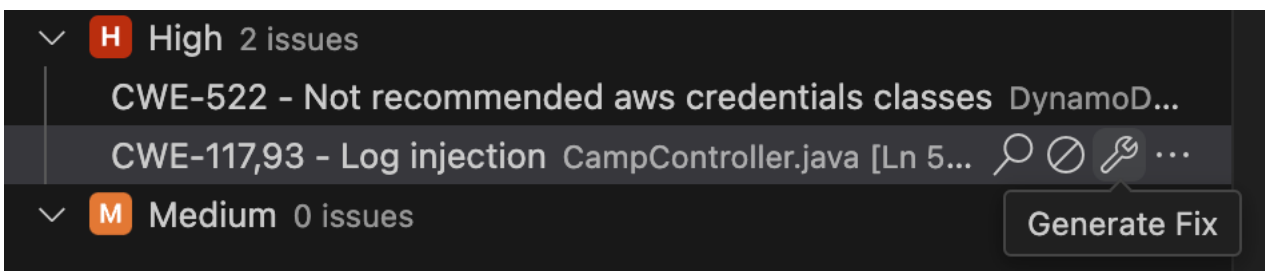 H High 2 issues
CWE-522 - Not recommended aws credentials classes DynamoD...
CWE-117,93 - Log injection CampController.java [Ln 5... ...
M Medium 0 issues
Generate Fix